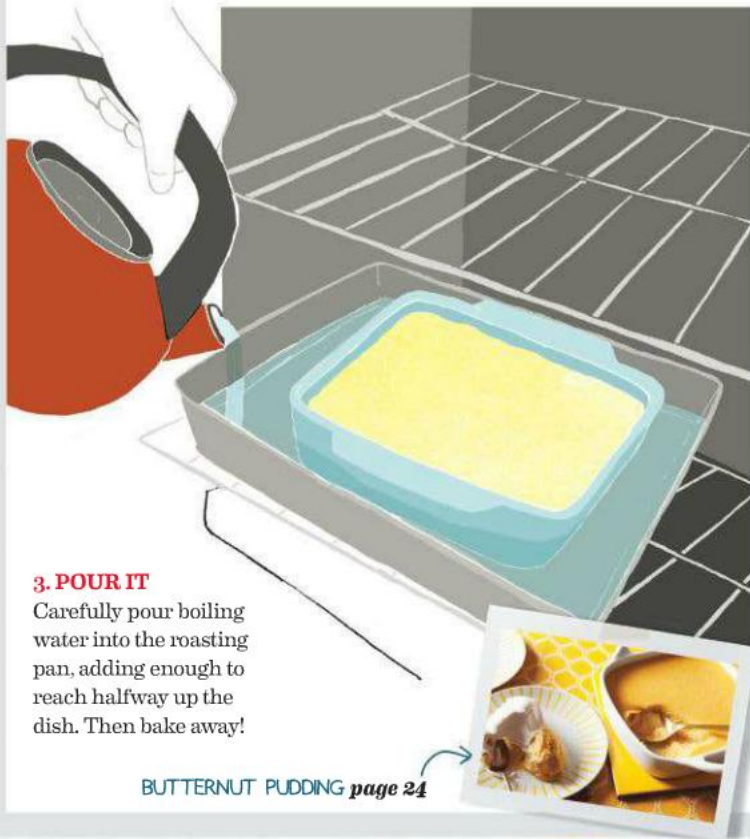 3. POUR IT
Carefully pour boiling
water into the roasting
pan, adding enough to
reach halfway up the
dish. Then bake away!
BUTTERNUT PUDDING page 24